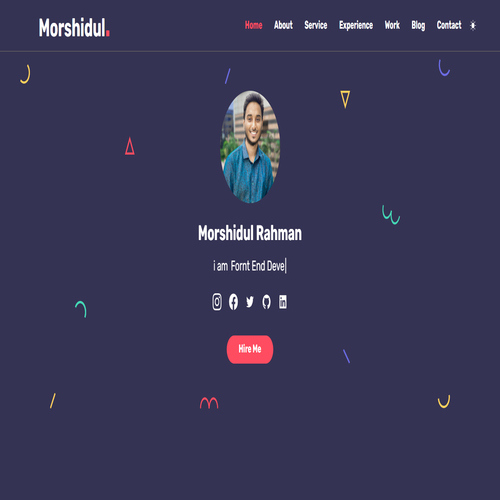 Morshidul.
Home About Service Experience Work Blog Contact
Morshidul Rahman
i am Fornt End Deve|
Hire Me